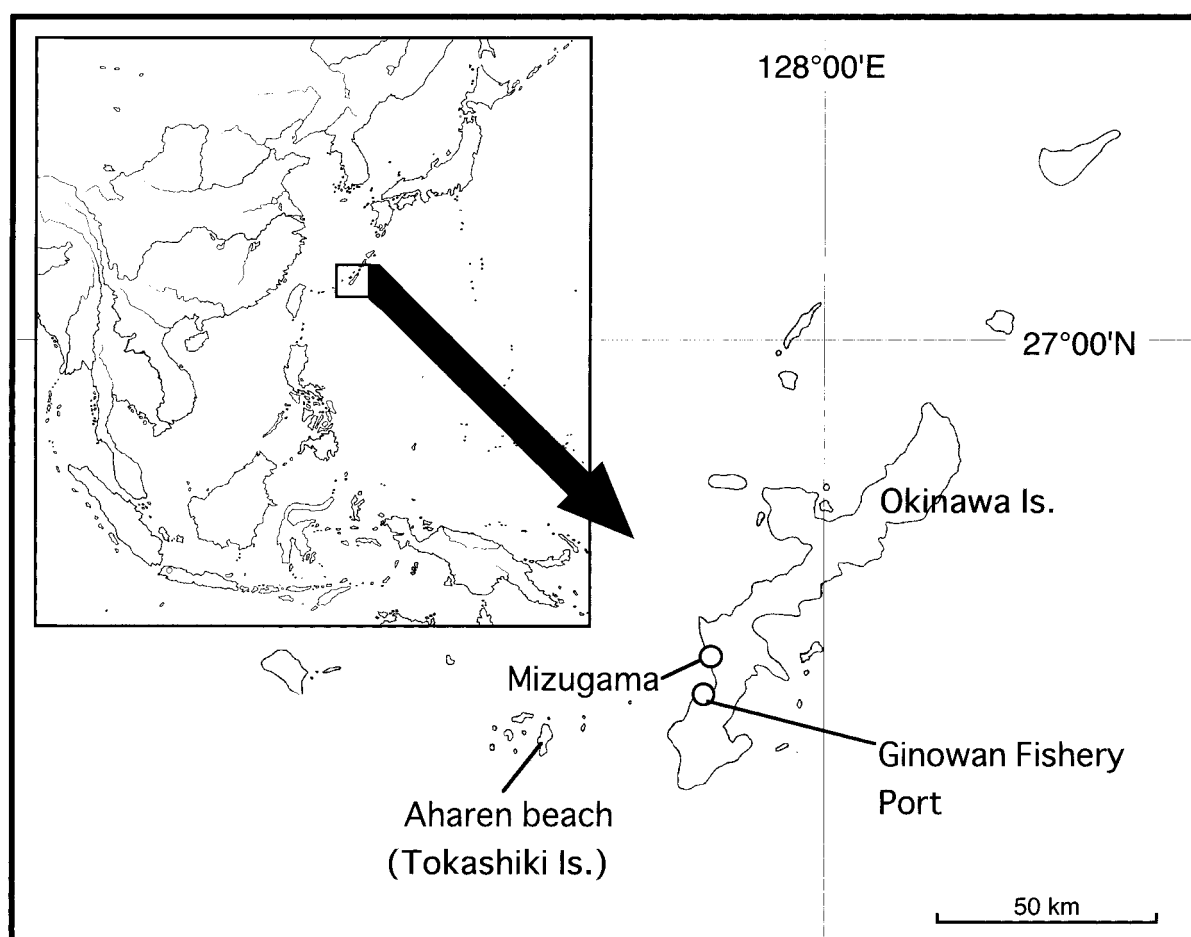 128°00'E
27°00'N
Okinawa Is.
Mizugama
Ginowan Fishery
Port
Aharen beach
(Tokashiki Is.)
50 km